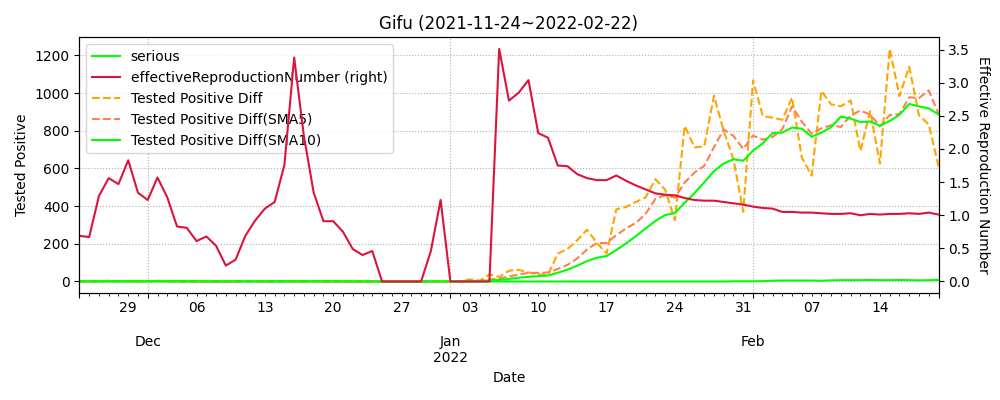 Gifu (2021-11-24~2022-02-22)
serious
effectiveReproductionNumber (right)
Tested Positive Diff
Tested Positive Diff(SMA5)
Tested Positive Diff(SMA10)
Tested Positive
1200
1000
800
600
400
200
0
Effective Reproduction Number
3.5
3.0
2.5
2.0
1.5
1.0
0.5
0.0
29 06 13 20 27 03 10 17 24 31 07 14
Dec Jan Feb
2022
Date